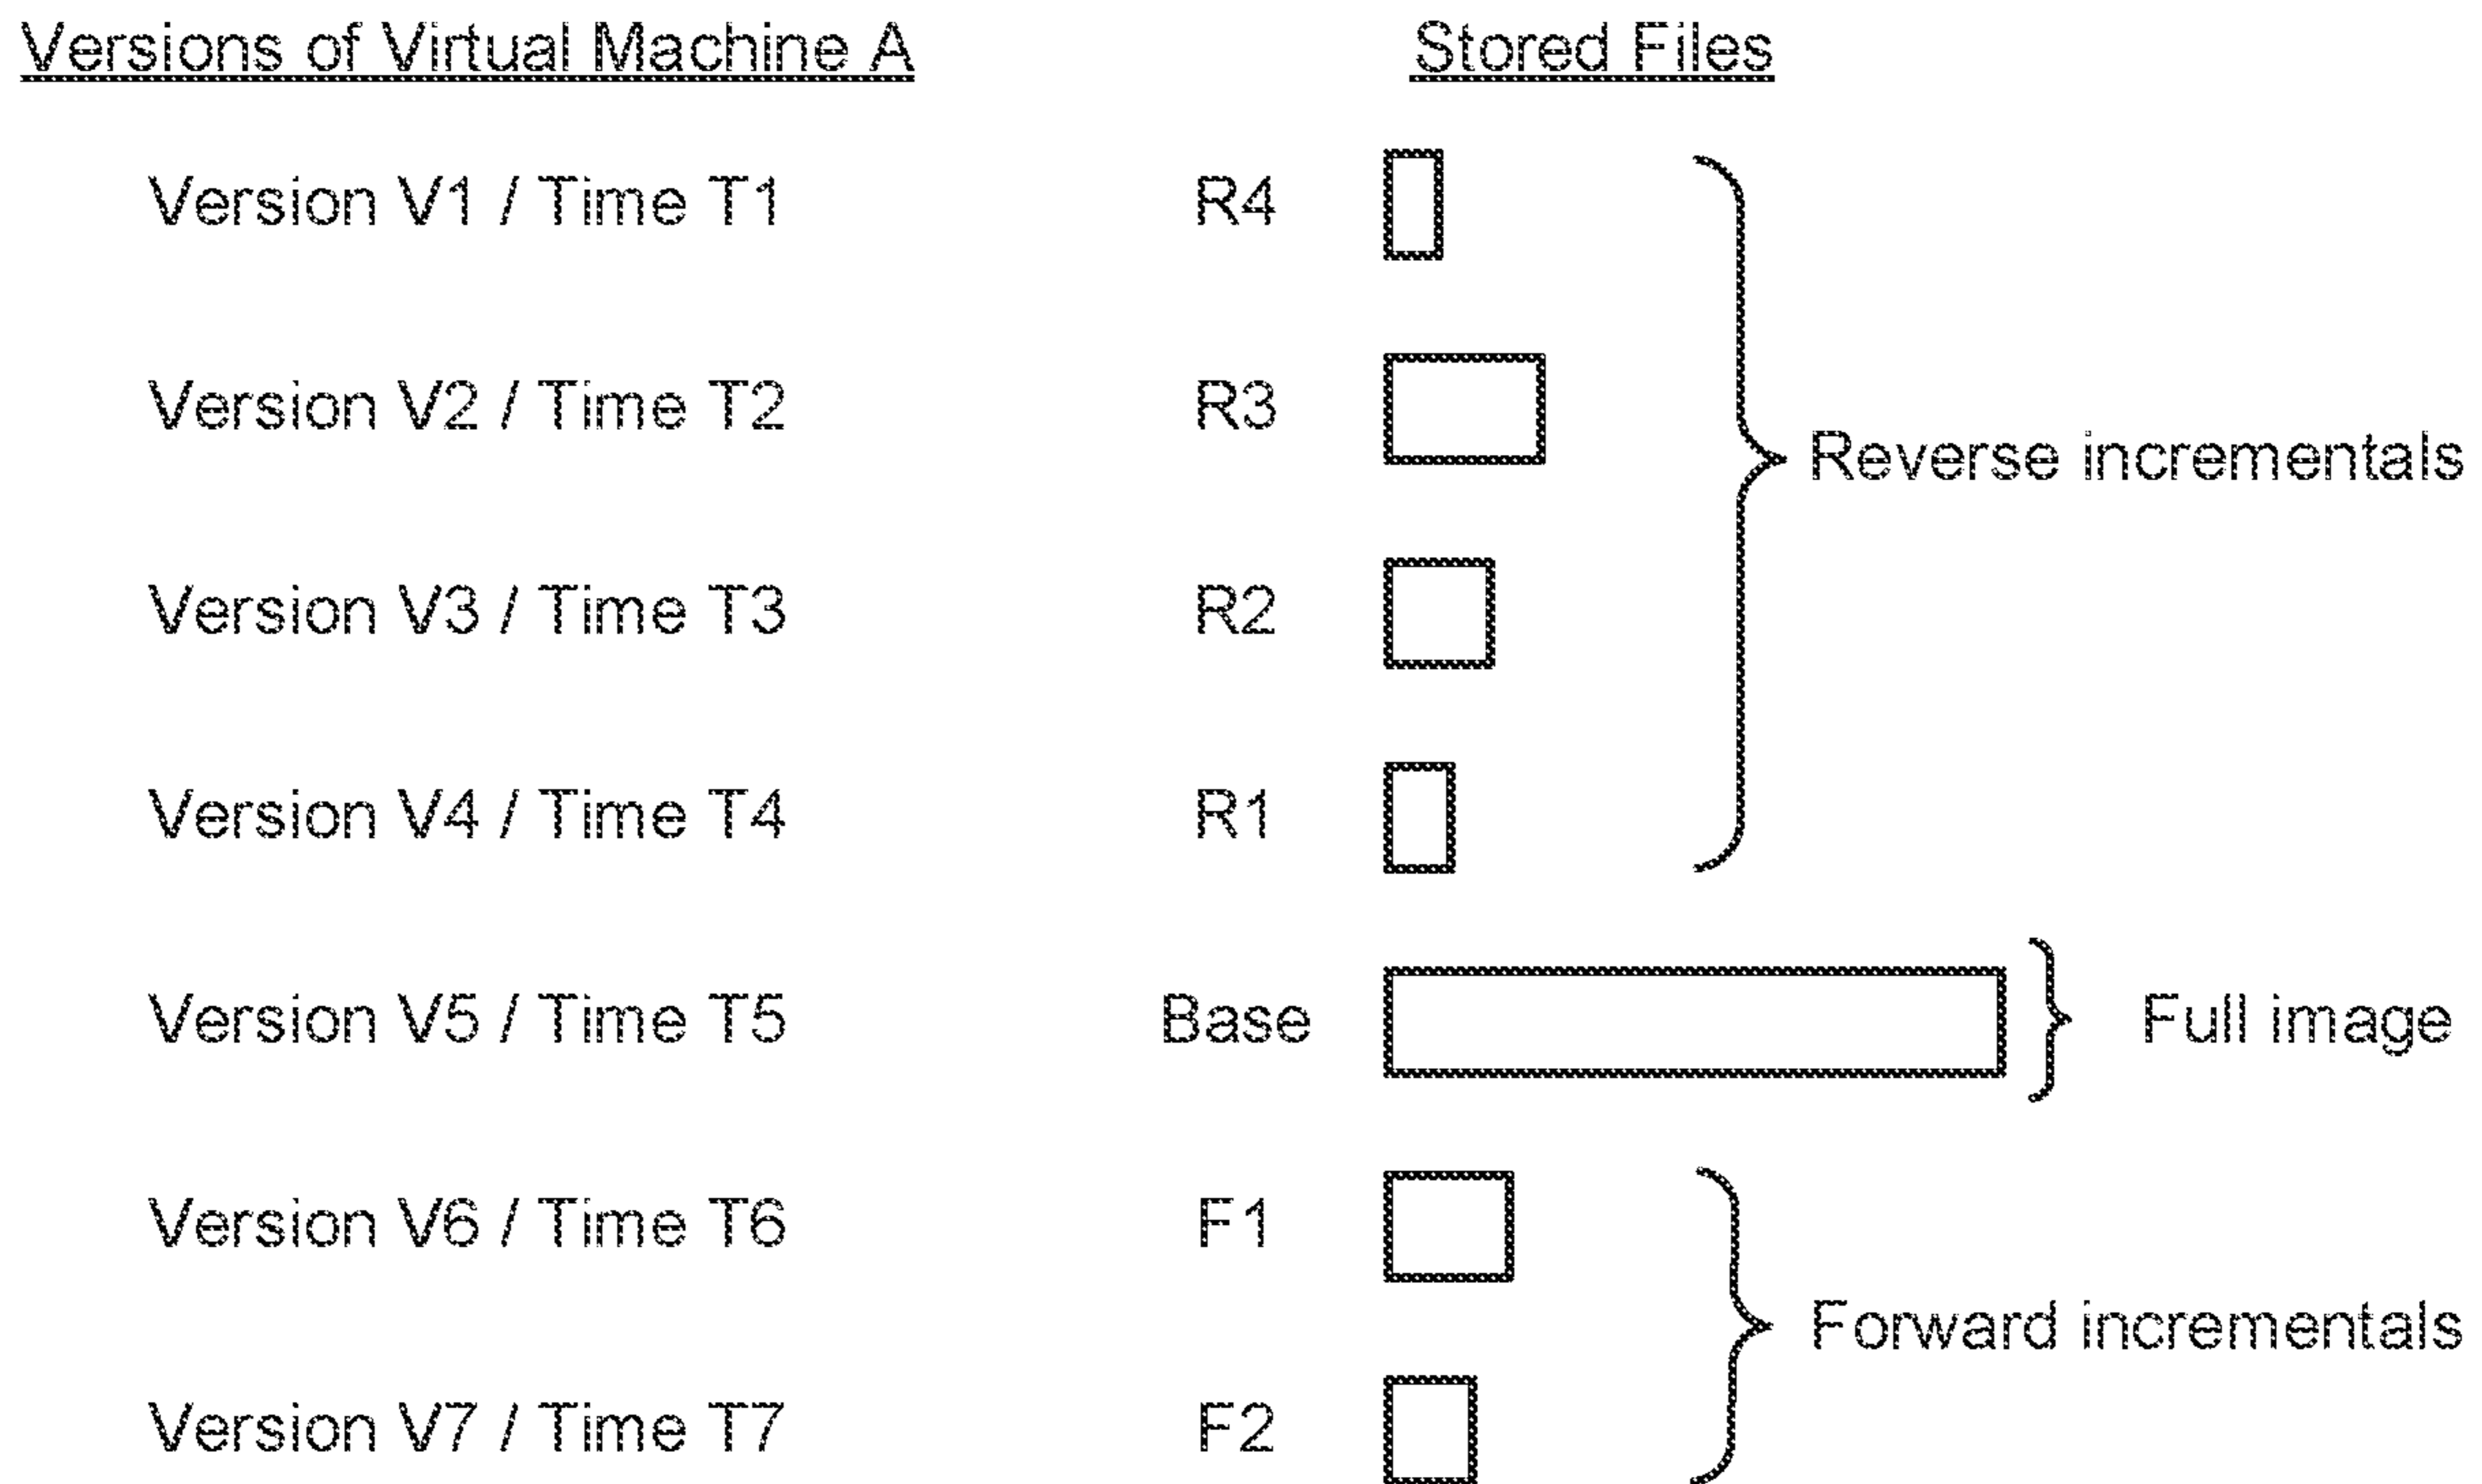 Versions of Virtual Machine A Stored Files
Version V1 / Time T1 R4
Version V2 / Time T2 R3
Reverse incrementals
Version V3 / Time T3 R2
Version V4 / Time T4 R1
Version V5 / Time T5 Base Full image
Version V6 / Time T6 F1
Forward incrementals
Version V7 / Time T7 F2